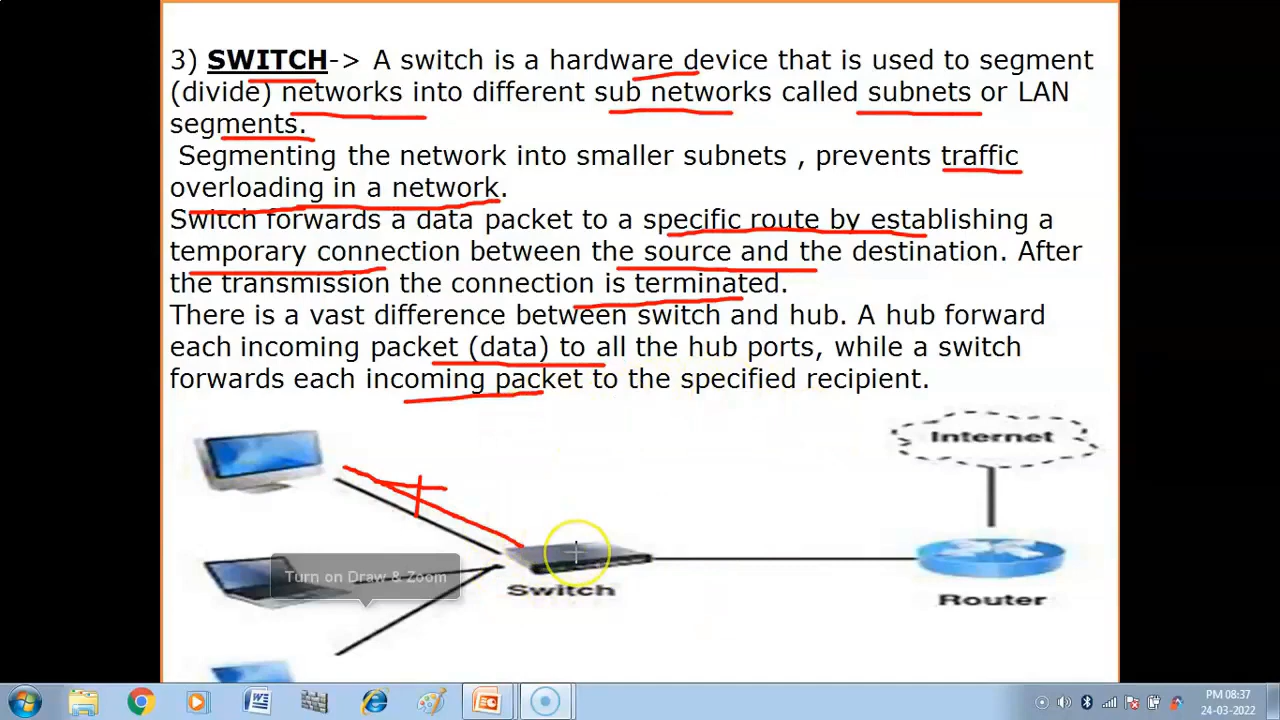 3) SWITCH-> A switch is a hardware device that is used to segment
(divide) networks into different sub networks called subnets or LAN
segments.
Segmenting the network into smaller subnets , prevents traffic
overloading in a network.
Switch forwards a data packet to a specific route by establishing a
temporary connection between the source and the destination. After
the transmission the connection is terminated.
There is a vast difference between switch and hub. A hub forward
each incoming packet (data) to all the hub ports, while a switch
forwards each incoming packet to the specified recipient.
Internet
Turn on Draw & Zoom
Switch
Router
PM 08:37
24-03-2022